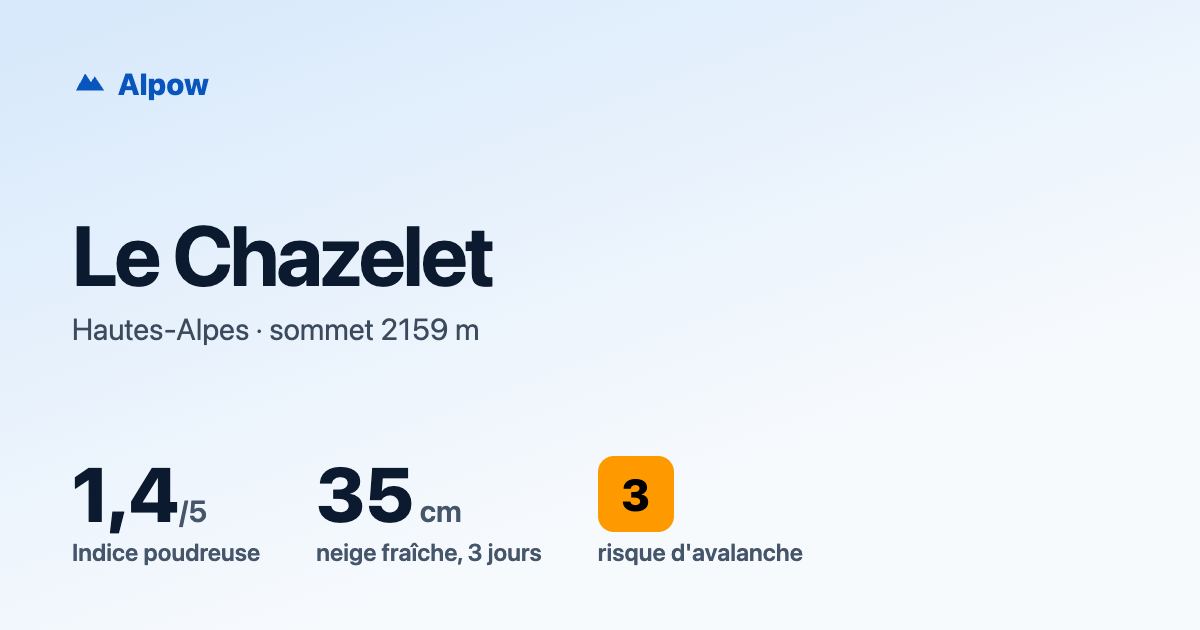 Alpow
Le Chazelet
Hautes-Alpes · sommet 2159 m
1,4/5
Indice poudreuse
35 cm
neige fraîche, 3 jours
3
risque d'avalanche